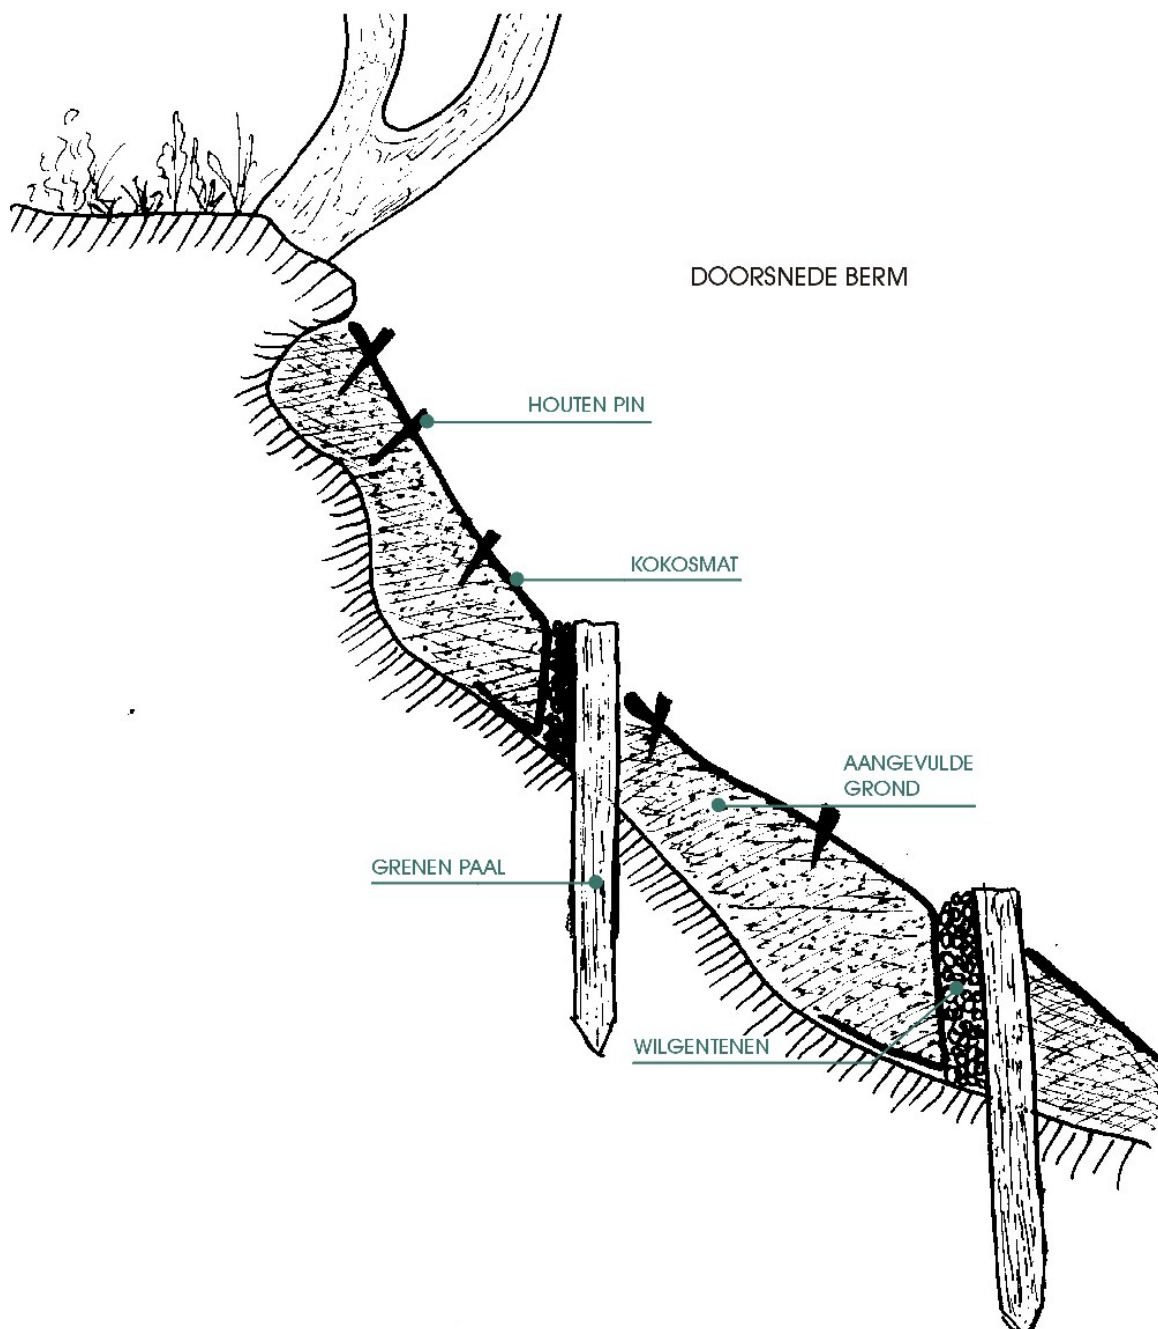 DOORSNEDE BERM
HOUTEN PIN
KOKOSMAT
AANGEVULDE
GROND
GRENEN PAAL
WILGENTENEN